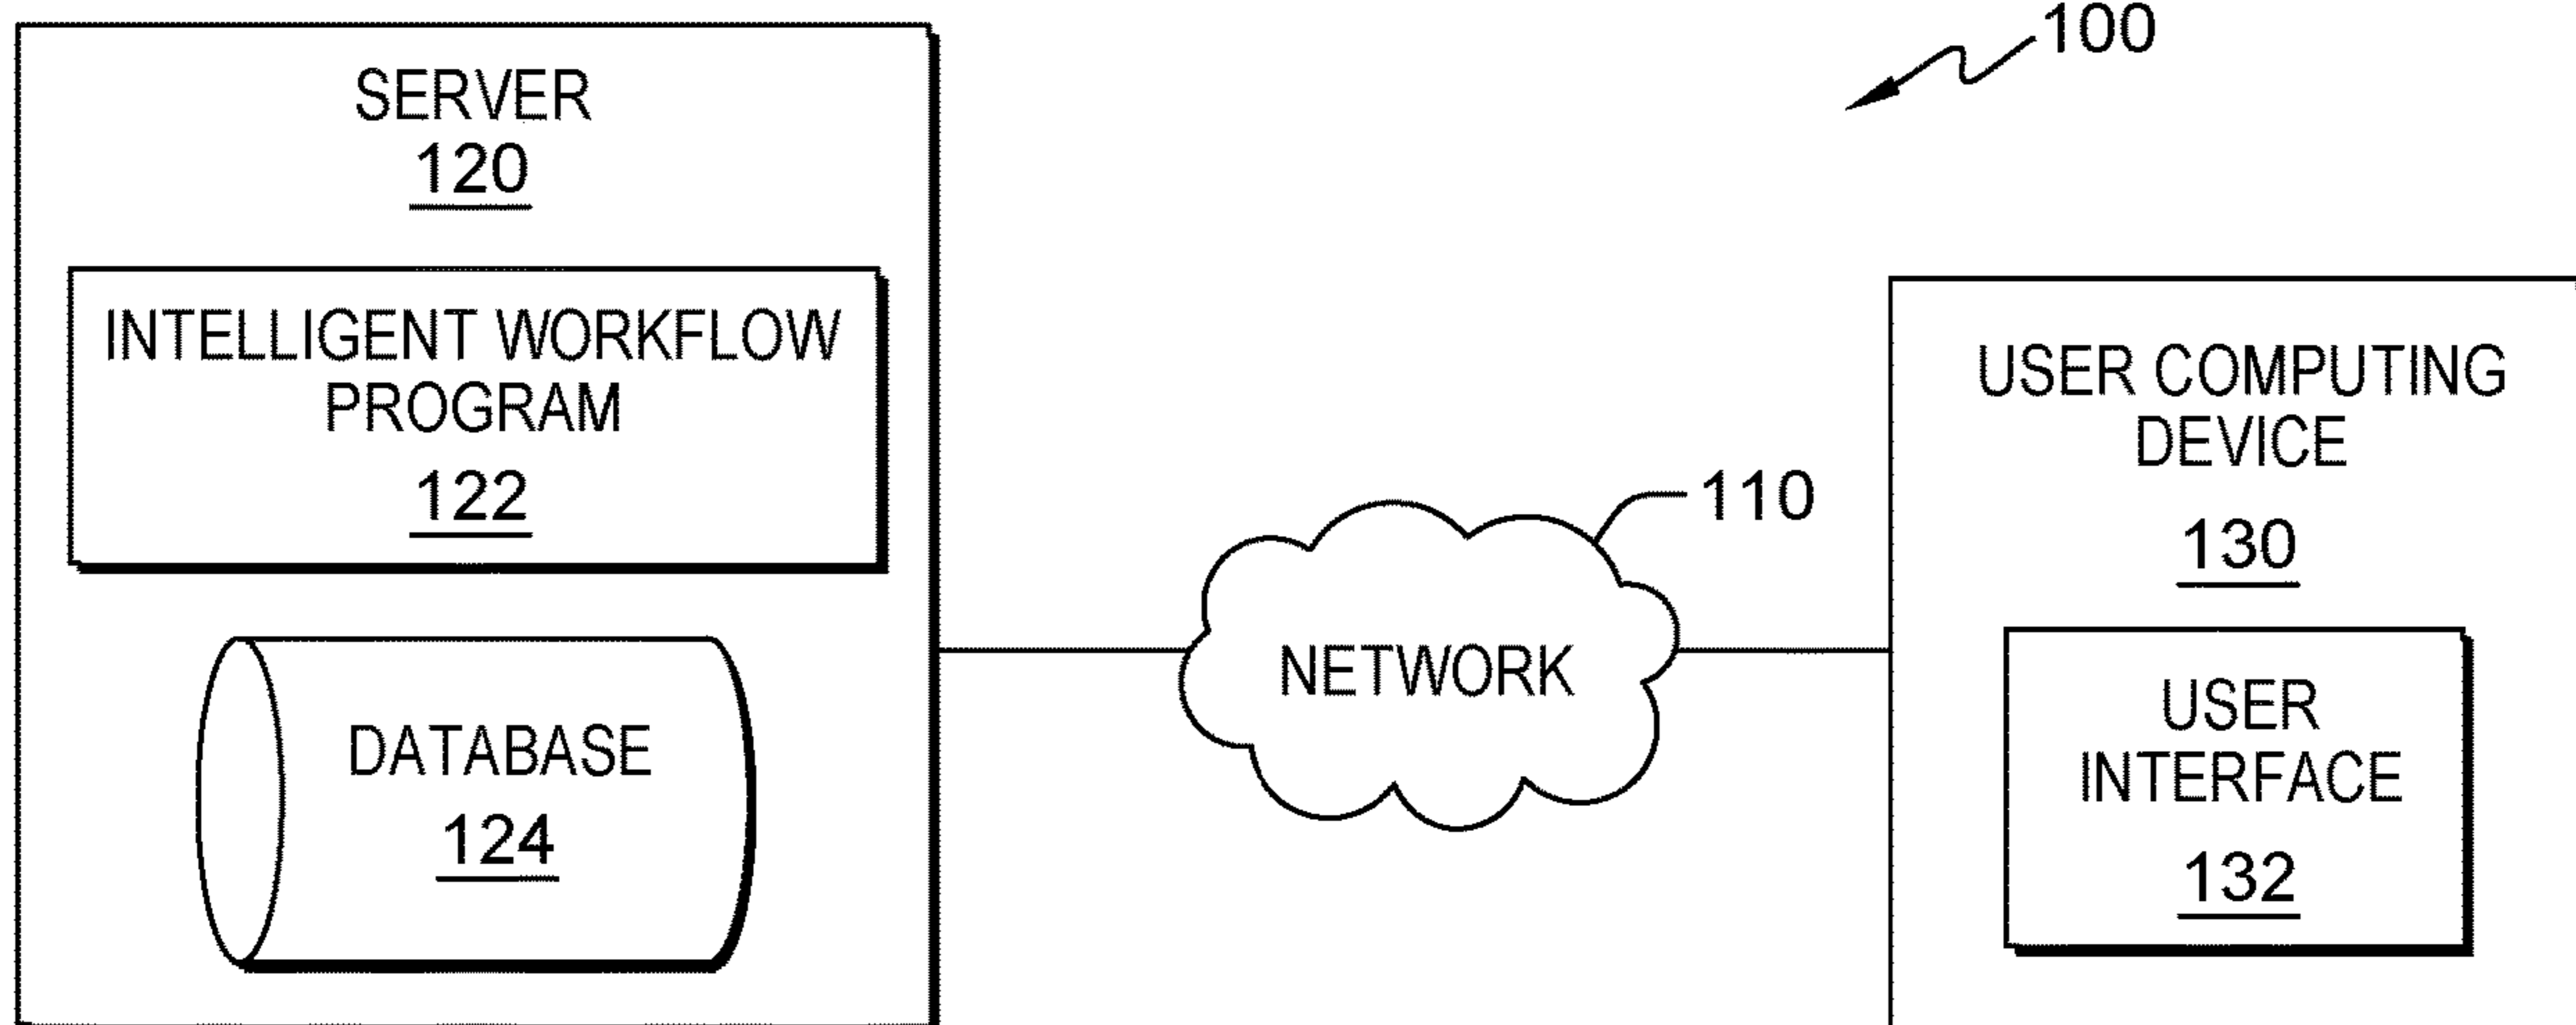 100
SERVER
120
INTELLIGENT WORKFLOW
PROGRAM
122
DATABASE
124
110
NETWORK
USER COMPUTING
DEVICE
130
USER
INTERFACE
132